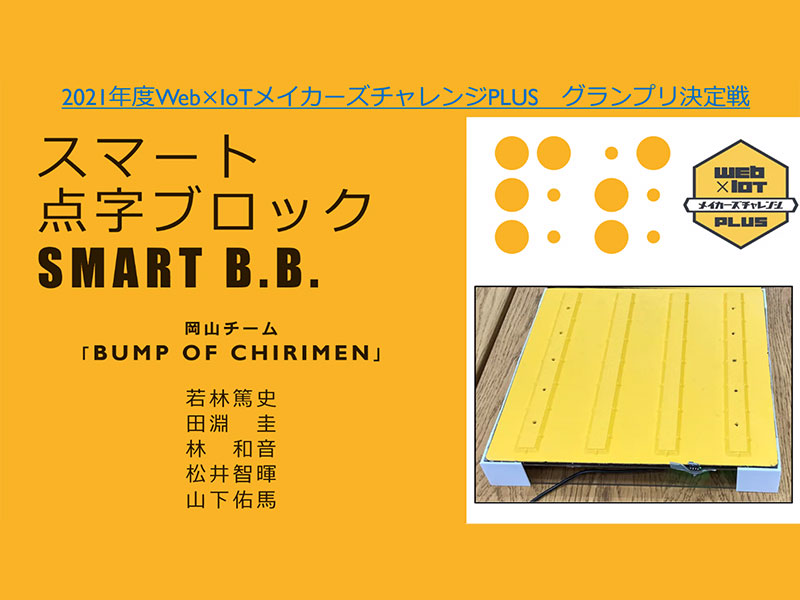 2021年度Web×IoTメイカーズチャレンジPLUS　グランプリ決定戦
スマート
点字ブロック
SMART B.B.
岡山チーム
「BUMP OF CHIRIMEN」
若林篤史
田淵　圭
林　和音
松井智暉
山下佑馬
WEB
×IoT
メイカーズチャレンジ
PLUS